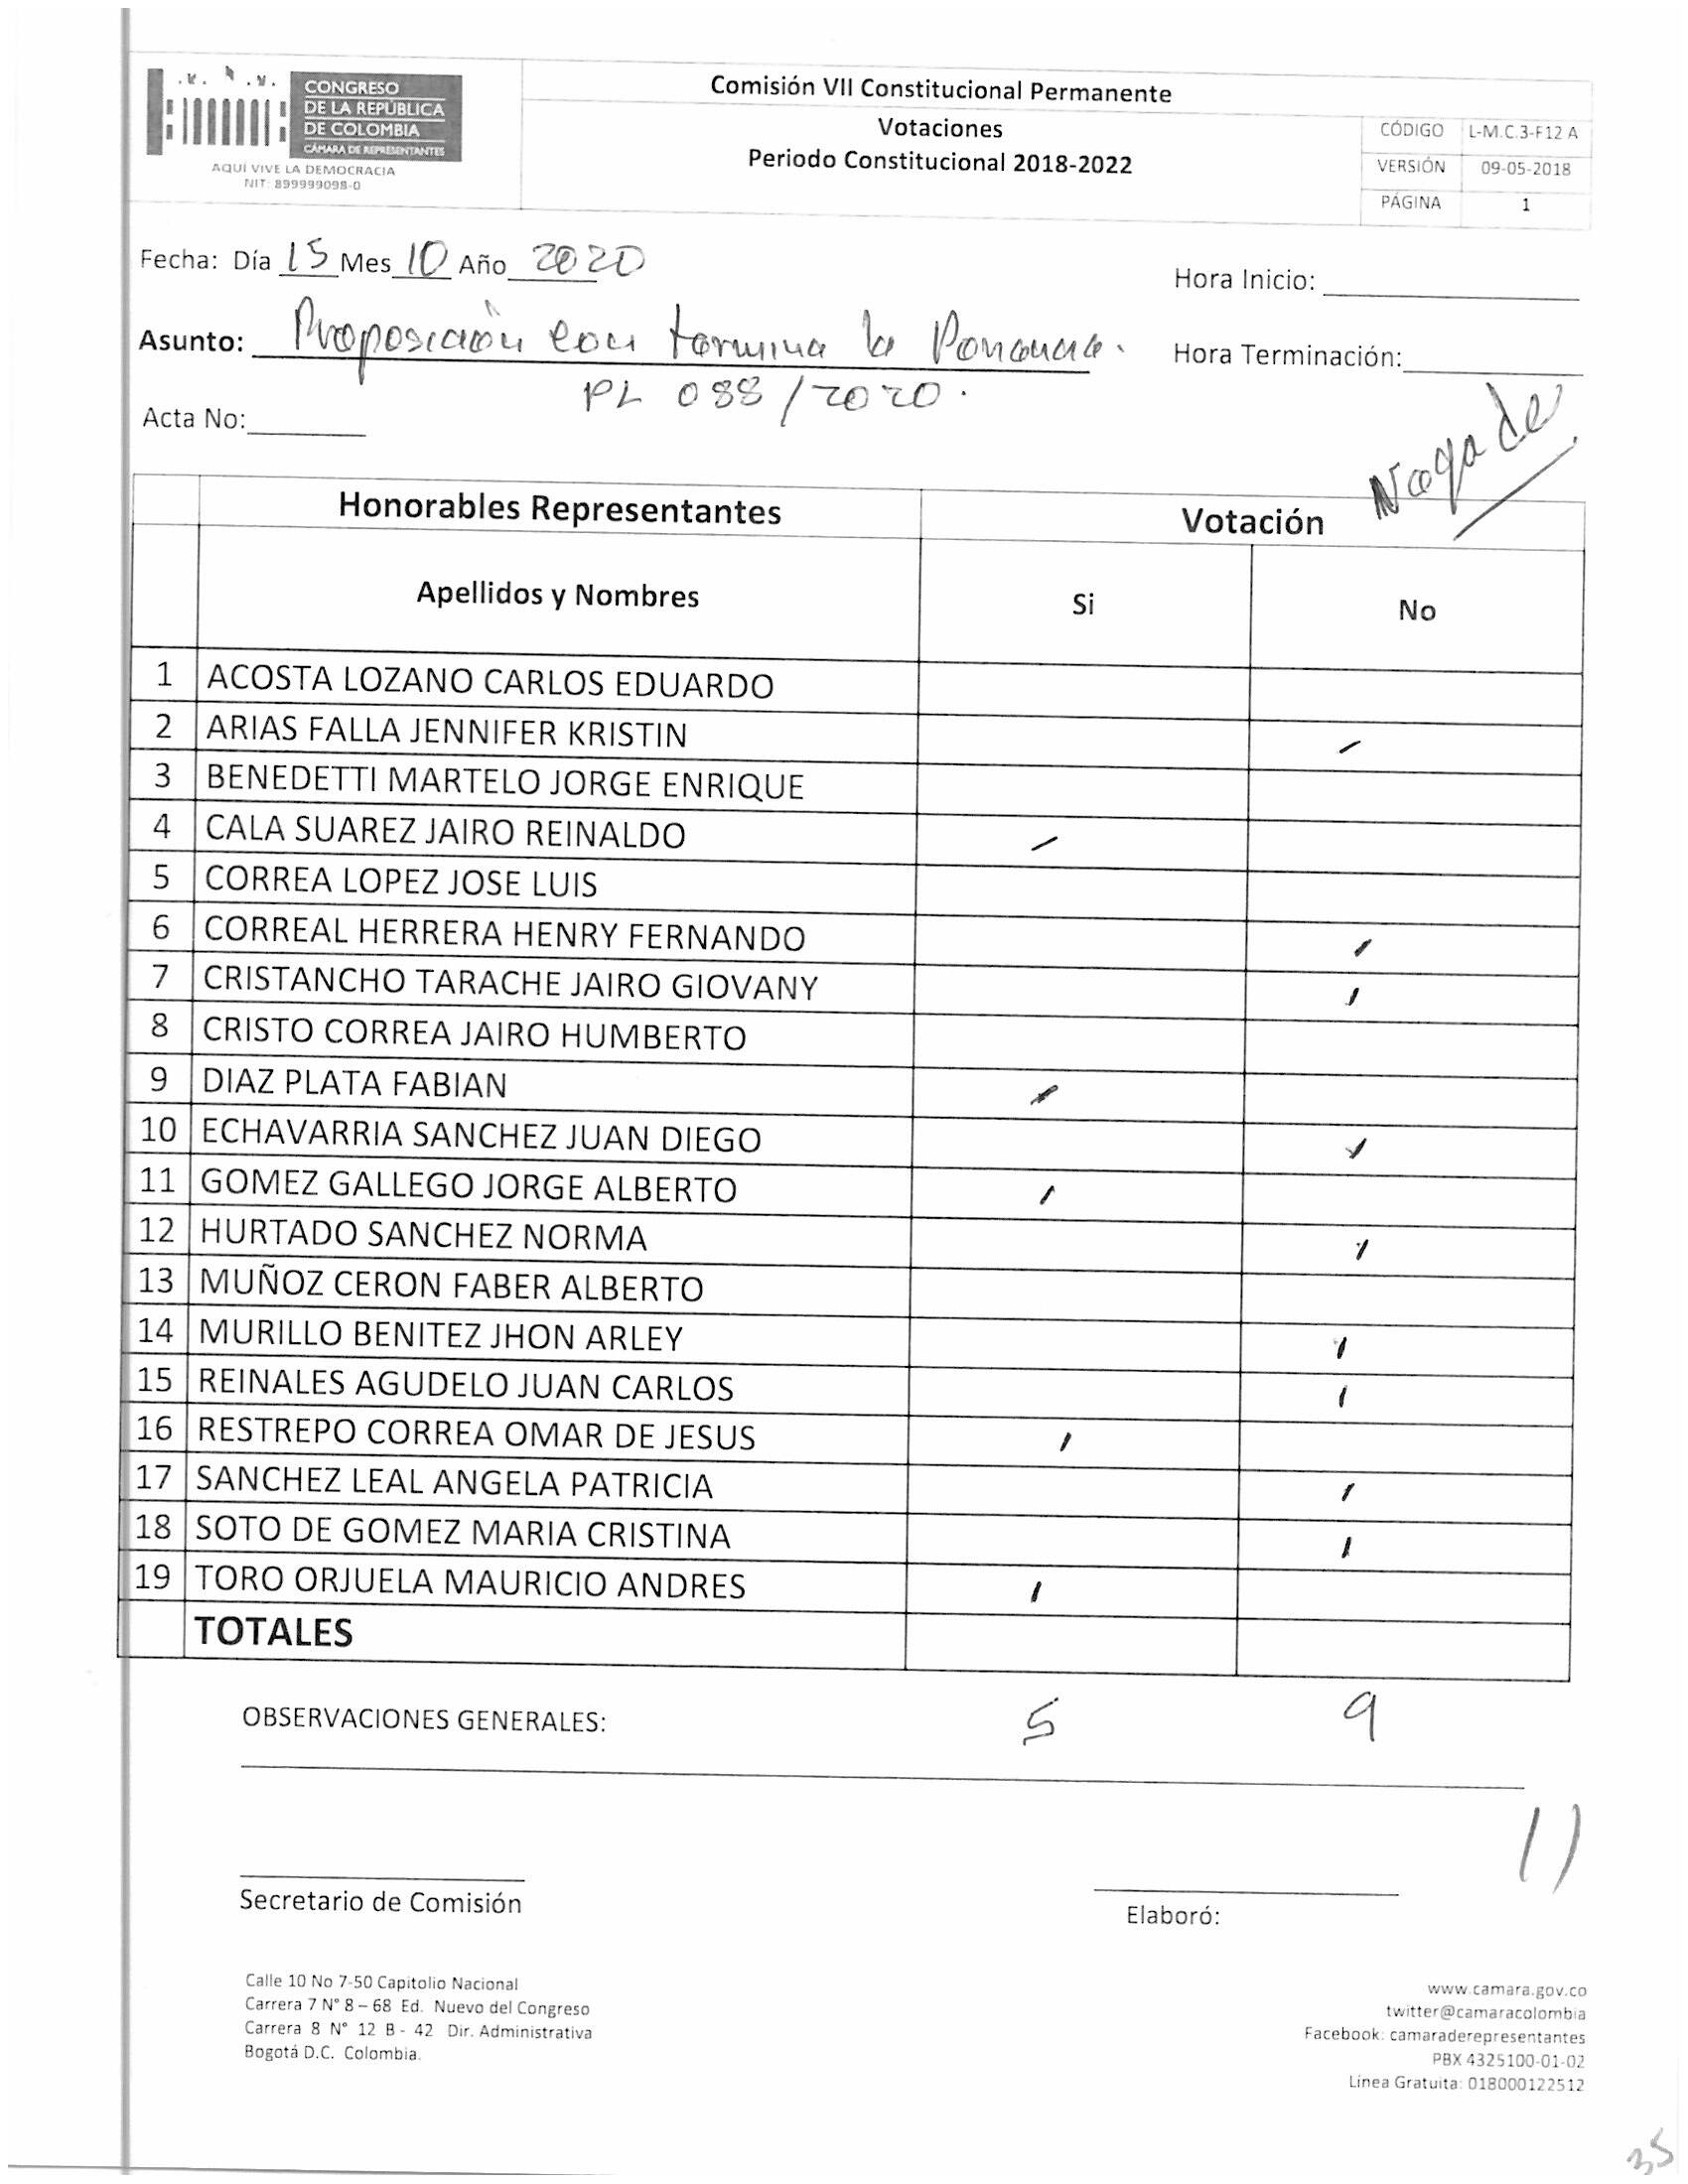 CONGRESO
DE LA REPÚBLICA
DE COLOMBIA
CÁMARA DE REPRESENTANTES
AQUÍ VIVE LA DEMOCRACIA
NIT: 899999098-0
Comisión VII Constitucional Permanente
Votaciones
Periodo Constitucional 2018-2022
CÓDIGO L-M.C.3-F12 A
VERSIÓN 09-05-2018
PÁGINA 1
Fecha: Día 15 Mes 10 Año 2020
Hora Inicio:
Asunto: Proposición con termina la Ponencia.
Hora Terminación:
PL 088/2020.
Acta No:
Negada
Honorables Representantes Votación
Apellidos y Nombres Si No
1 ACOSTA LOZANO CARLOS EDUARDO
2 ARIAS FALLA JENNIFER KRISTIN
3 BENEDETTI MARTELO JORGE ENRIQUE
4 CALA SUAREZ JAIRO REINALDO
5 CORREA LOPEZ JOSE LUIS
6 CORREAL HERRERA HENRY FERNANDO
7 CRISTANCHO TARACHE JAIRO GIOVANY
8 CRISTO CORREA JAIRO HUMBERTO
9 DIAZ PLATA FABIAN
10 ECHAVARRIA SANCHEZ JUAN DIEGO
11 GOMEZ GALLEGO JORGE ALBERTO
12 HURTADO SANCHEZ NORMA
13 MUÑOZ CERON FABER ALBERTO
14 MURILLO BENITEZ JHON ARLEY
15 REINALES AGUDELO JUAN CARLOS
16 RESTREPO CORREA OMAR DE JESUS
17 SANCHEZ LEAL ANGELA PATRICIA
18 SOTO DE GOMEZ MARIA CRISTINA
19 TORO ORJUELA MAURICIO ANDRES
TOTALES
OBSERVACIONES GENERALES: 5 9
11
Secretario de Comisión
Elaboró:
Calle 10 No 7-50 Capitolio Nacional
Carrera 7 N° 8 – 68 Ed. Nuevo del Congreso
Carrera 8 N° 12 B - 42 Dir. Administrativa
Bogotá D.C. Colombia.
www.camara.gov.co
twitter@camaracolombia
Facebook: camaraderepresentantes
PBX 4325100-01-02
Línea Gratuita: 018000122512
35